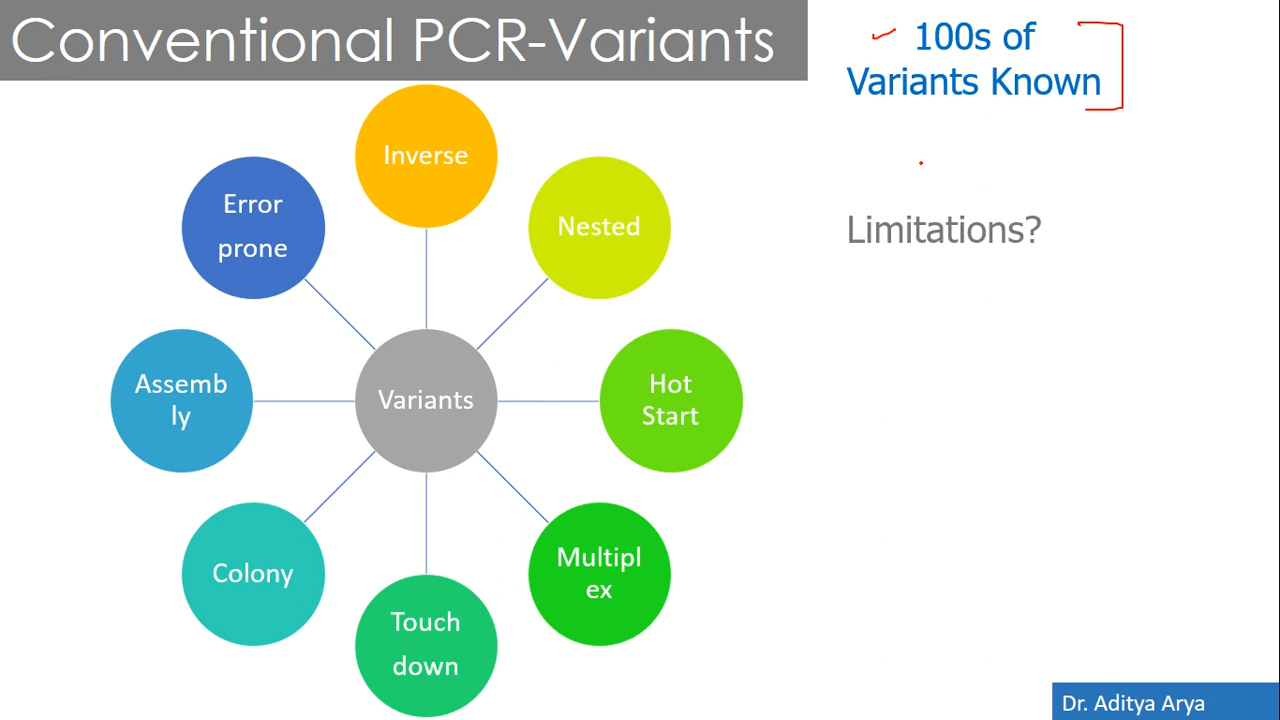 Conventional PCR-Variants
100s of
Variants Known
Limitations?
Inverse
Nested
Hot
Start
Multipl
ex
Touch
down
Colony
Assemb
ly
Error
prone
Variants
Dr. Aditya Arya